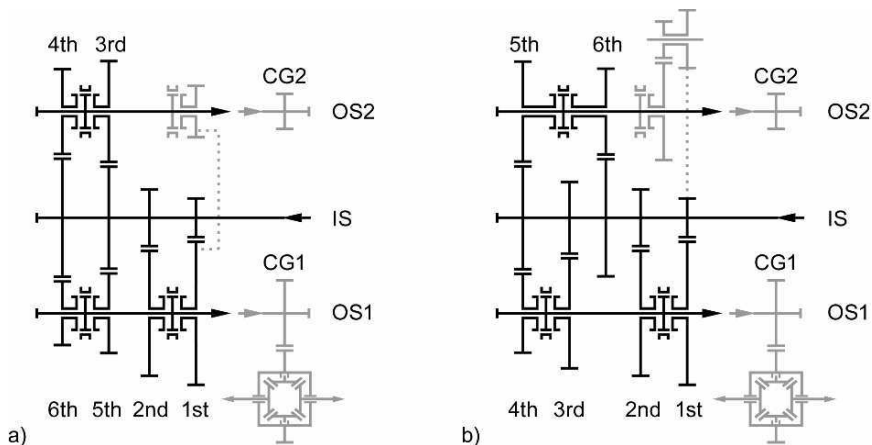 4th 3rd
CG2
OS2
IS
CG1
OS1
6th 5th 2nd 1st
a)
5th 6th
CG2
OS2
IS
CG1
OS1
4th 3rd 2nd 1st
b)